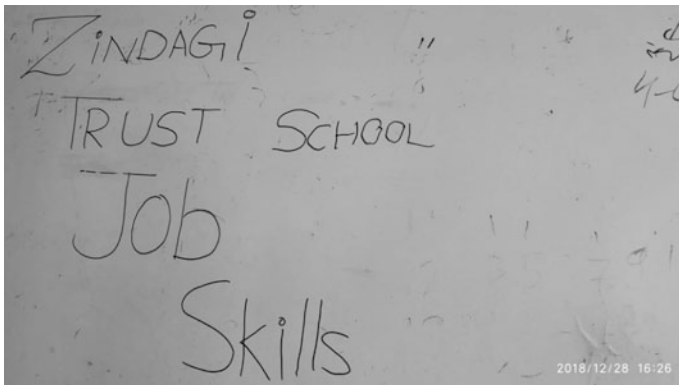 ZiNDAGi
TRUST SCHOOL
Job
Skills
2018/12/28 16:26